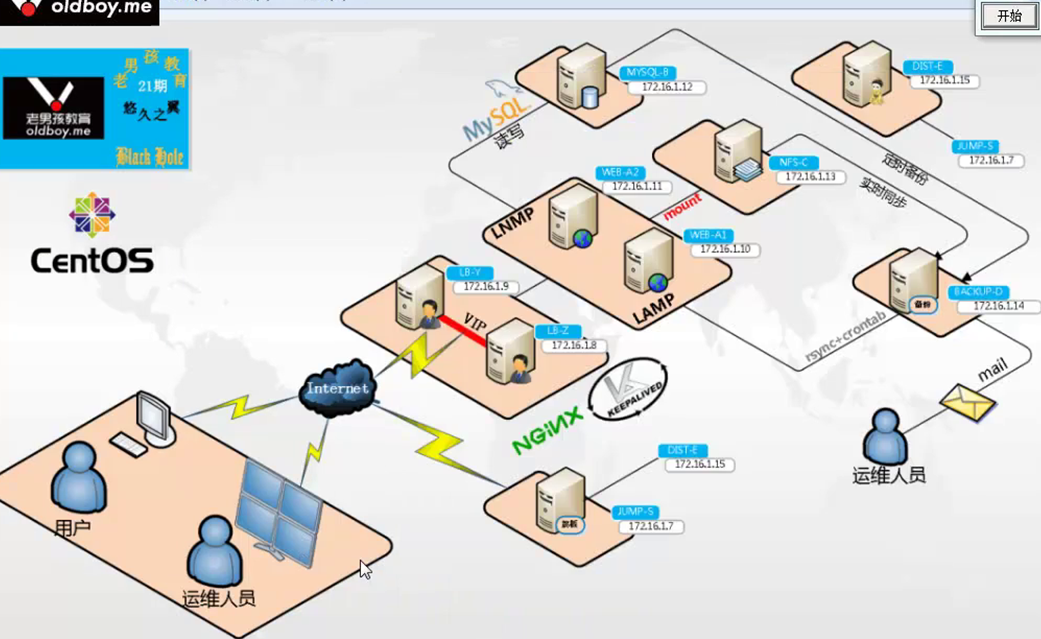 oldboy.me
开始
老男孩教育
21期
悠久之翼
老男孩教育
oldboy.me
Black Hole
CentOS
MySQL
读写
MYSQL-B
172.16.1.12
DIST-E
172.16.1.15
JUMP-S
172.16.1.7
NFS-C
172.16.1.13
定时备份
实时同步
WEB-A2
172.16.1.11
mount
LNMP
WEB-A1
172.16.1.10
LAMP
LB-Y
172.16.1.9
VIP
LB-Z
172.16.1.8
BACKUP-D
172.16.1.14
备份
rsync+crontab
mail
运维人员
Internet
KEEPALIVED
NGiNX
DIST-E
172.16.1.15
JUMP-S
172.16.1.7
跳板
用户
运维人员